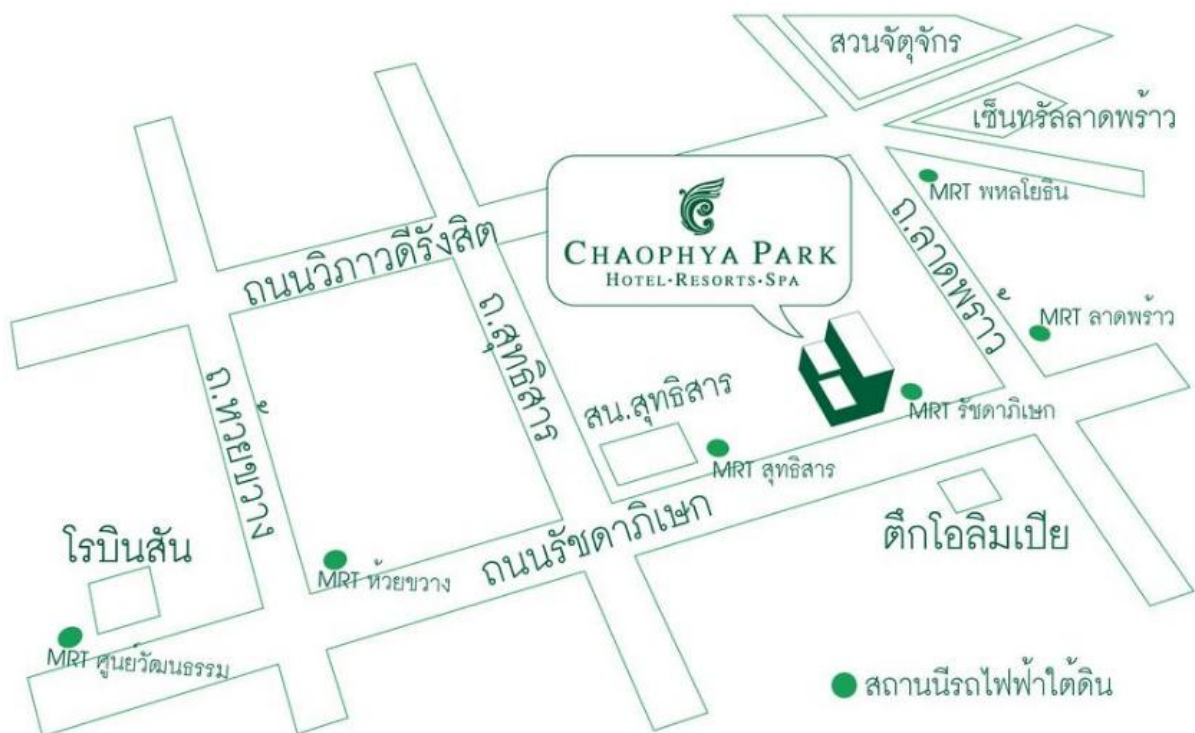 สวนจัตุจักร
เซ็นทรัลลาดพร้าว
MRT พหลโยธิน
CHAOPHYA PARK
HOTEL·RESORTS·SPA
ถนนวิภาวดีรังสิต
ถ.ลาดพร้าว
ถ.สุทธิสาร
MRT ลาดพร้าว
ถ.ห้วยขวาง
สน.สุทธิสาร
MRT รัชดาภิเษก
MRT สุทธิสาร
ถนนรัชดาภิเษก
ตึกโอลิมเปีย
โรบินสัน
MRT ห้วยขวาง
MRT ศูนย์วัฒนธรรม
สถานนีรถไฟฟ้าใต้ดิน